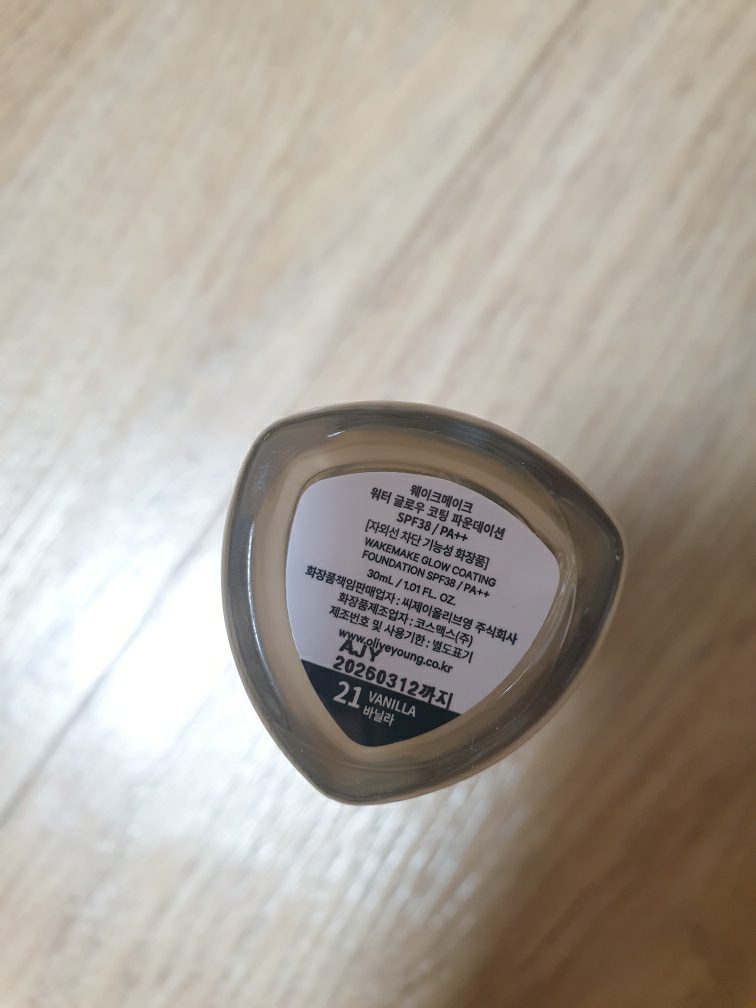 웨이크메이크
워터 글로우 코팅 파운데이션
SPF38 / PA++
[자외선 차단 기능성 화장품]
WAKEMAKE GLOW COATING
FOUNDATION SPF38 / PA++
30mL / 1.01 FL. OZ.
화장품책임판매업자 : 씨제이올리브영 주식회사
화장품제조업자 : 코스맥스(주)
제조번호 및 사용기한 : 별도표기
www.oliveyoung.co.kr
AJY
20260312까지
21 VANILLA
바닐라